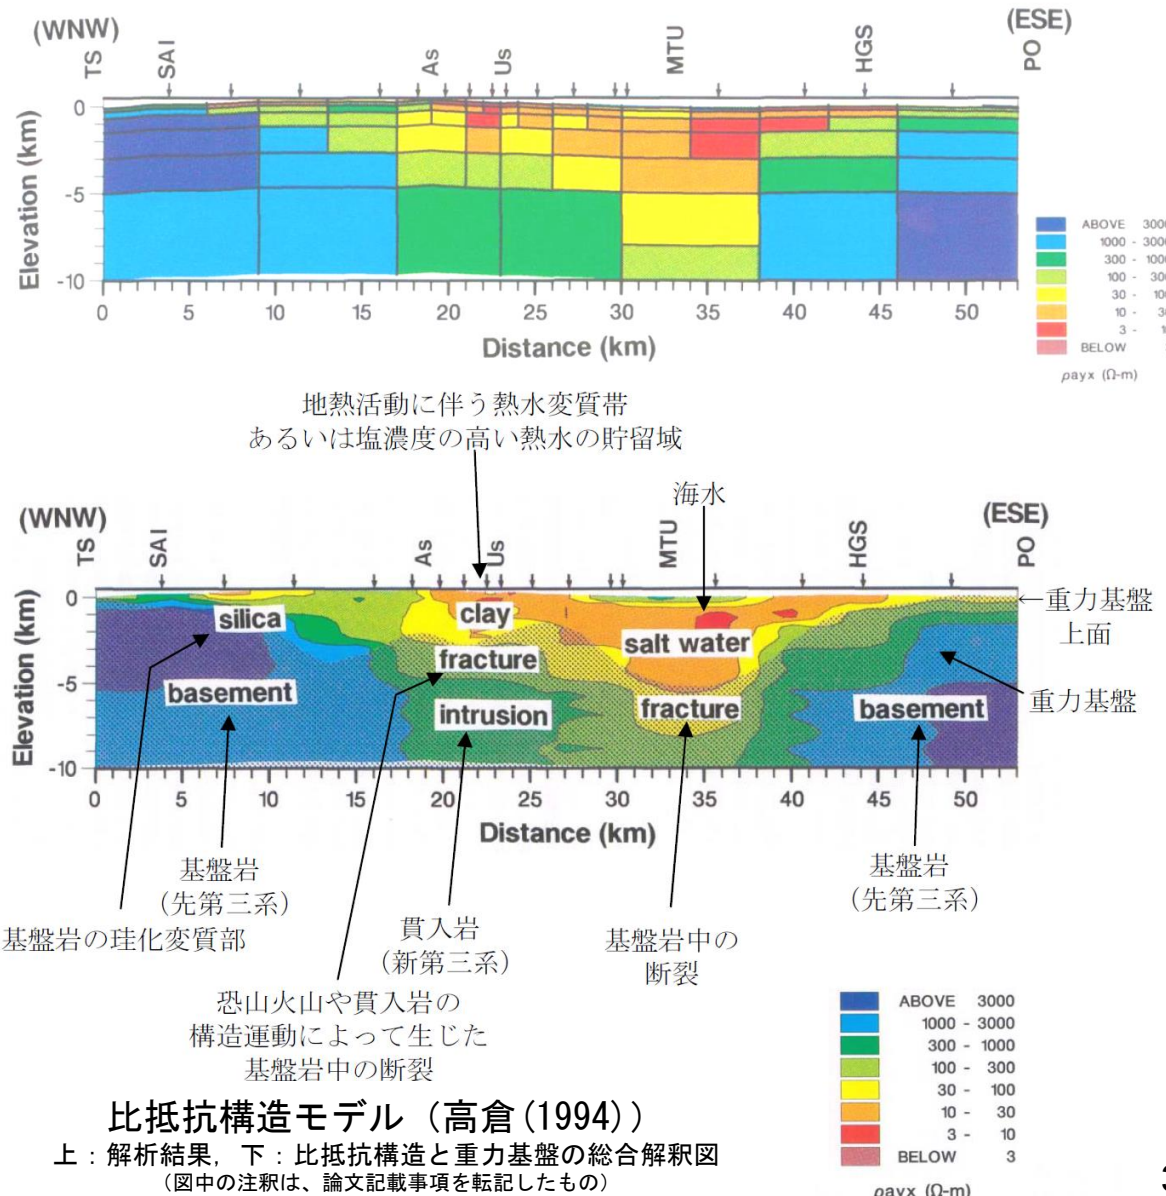 (WNW)
(ESE)
TS SAI As Us MTU HGS PO
Elevation (km)
0
-5
-10
0 5 10 15 20 25 30 35 40 45 50
Distance (km)
ABOVE 3000
1000 - 3000
300 - 1000
100 - 30
30 - 10
10 - 3
3 - 1
BELOW
ρayx (Ω-m)
地熱活動に伴う熱水変質帯
あるいは塩濃度の高い熱水の貯留域
海水
(WNW)
(ESE)
TS SAI As Us MTU HGS PO
Elevation (km)
0
-5
-10
silica
clay
salt water
fracture
basement
intrusion
fracture
basement
←重力基盤
上面
重力基盤
0 5 10 15 20 25 30 35 40 45 50
Distance (km)
基盤岩
(先第三系)
基盤岩の珪化変質部
貫入岩
(新第三系)
基盤岩中の
断裂
基盤岩
(先第三系)
恐山火山や貫入岩の
構造運動によって生じた
基盤岩中の断裂
ABOVE 3000
1000 - 3000
300 - 1000
100 - 300
30 - 100
10 - 30
3 - 10
BELOW 3
ρayx (Ω-m)
比抵抗構造モデル（高倉(1994)）
上：解析結果，下：比抵抗構造と重力基盤の総合解釈図
（図中の注釈は、論文記載事項を転記したもの）